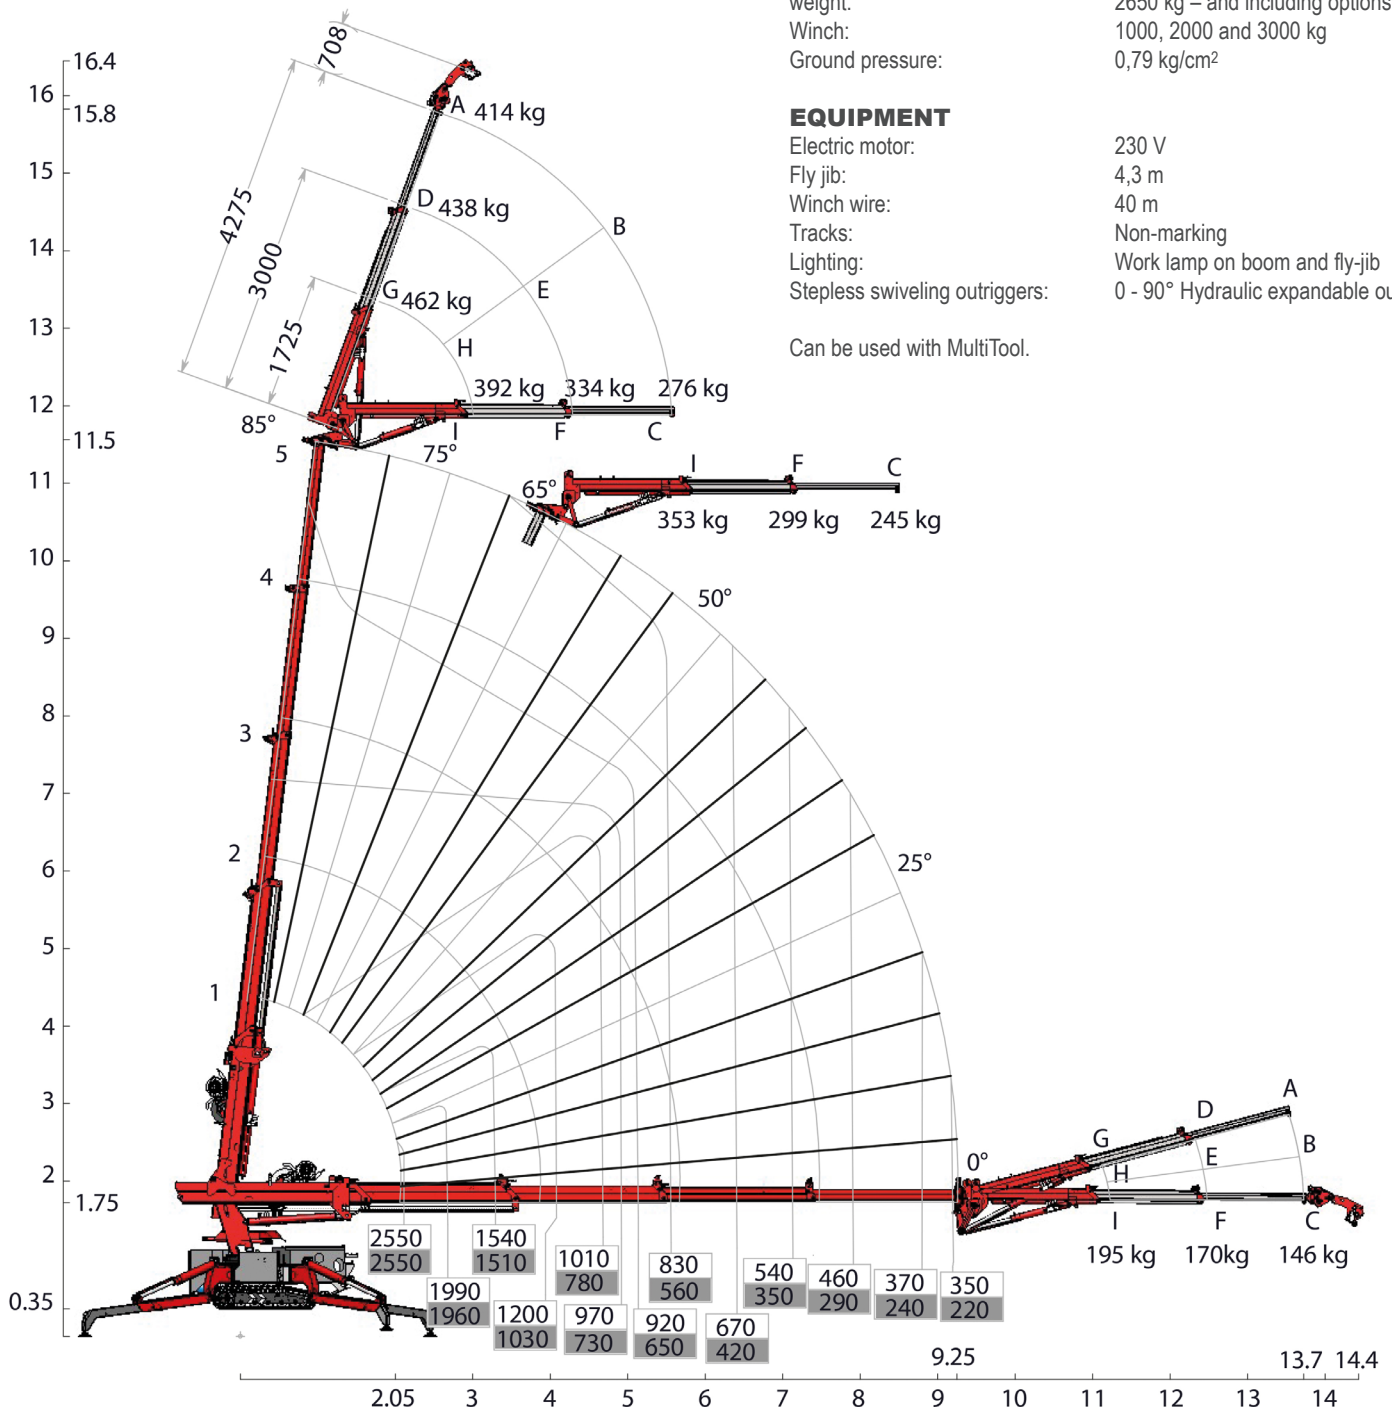 weight: 2650 kg – and including options
Winch: 1000, 2000 and 3000 kg
Ground pressure: 0,79 kg/cm²
EQUIPMENT
Electric motor: 230 V
Fly jib: 4,3 m
Winch wire: 40 m
Tracks: Non-marking
Lighting: Work lamp on boom and fly-jib
Stepless swiveling outriggers: 0 - 90° Hydraulic expandable
Can be used with MultiTool.
16.4
16
15.8
15
14
13
12
11.5
11
10
9
8
7
6
5
4
3
2
1.75
0.35
708
4275
3000
1725
A 414 kg
D 438 kg
B
G 462 kg
E
H
392 kg 334 kg 276 kg
I F C
85°
75°
65°
I F C
353 kg 299 kg 245 kg
50°
25°
0°
5
4
3
2
1
A
D
B
G
E
H
I F C
195 kg 170kg 146 kg
2550
2550
1990
1960
1540
1510
1200
1030
1010
780
970
730
830
560
920
650
670
420
540
350
460
290
370
240
350
220
9.25 13.7 14.4
2.05 3 4 5 6 7 8 9 10 11 12 13 14